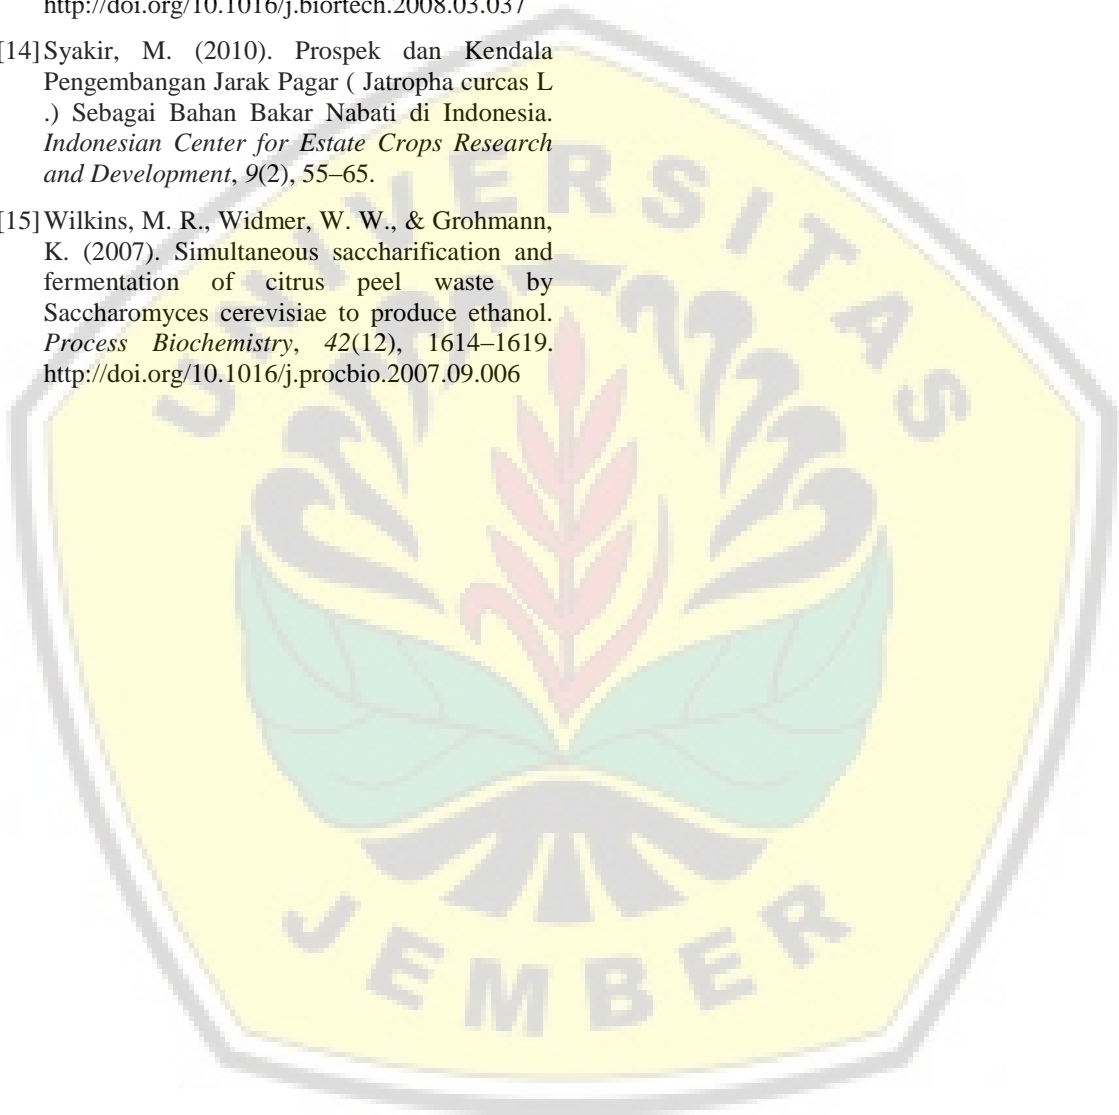 http://doi.org/10.1016/j.biortech.2008.03.037
[14] Syakir, M. (2010). Prospek dan Kendala
Pengembangan Jarak Pagar ( Jatropha curcas L
.) Sebagai Bahan Bakar Nabati di Indonesia.
Indonesian Center for Estate Crops Research
and Development, 9(2), 55–65.
[15] Wilkins, M. R., Widmer, W. W., & Grohmann,
K. (2007). Simultaneous saccharification and
fermentation of citrus peel waste by
Saccharomyces cerevisiae to produce ethanol.
Process Biochemistry, 42(12), 1614–1619.
http://doi.org/10.1016/j.procbio.2007.09.006
UNIVERSITAS
JEMBER